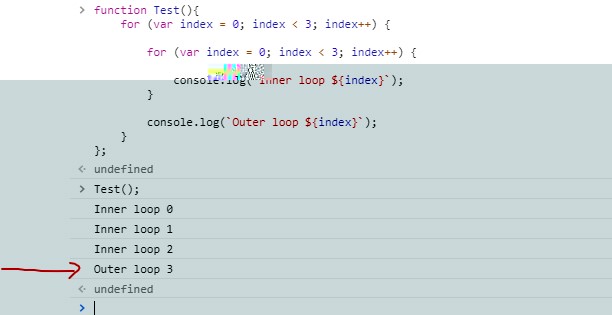 > function Test(){
for (var index = 0; index < 3; index++) {
for (var index = 0; index < 3; index++) {
console.log(`Inner loop ${index}`);
}
console.log(`Outer loop ${index}`);
}
};
< undefined
> Test();
Inner loop 0
Inner loop 1
Inner loop 2
Outer loop 3
< undefined
>